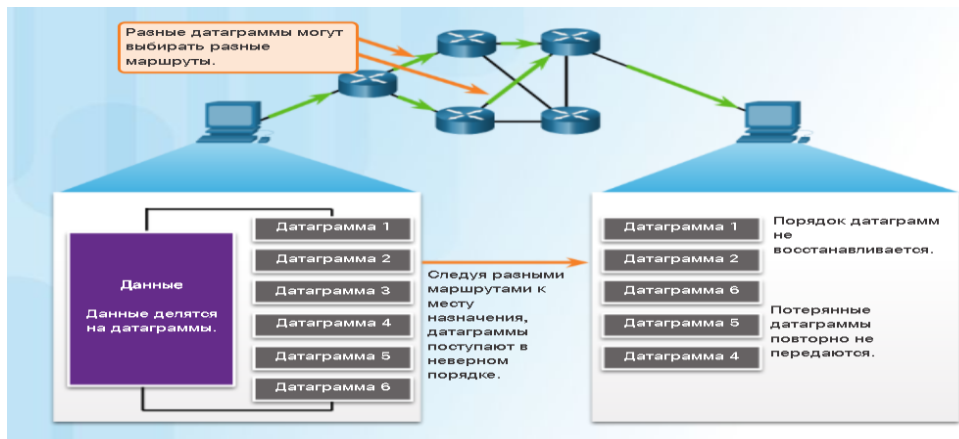 Разные датаграммы могут
выбирать разные
маршруты.
Данные
Данные делятся
на датаграммы.
Датаграмма 1
Датаграмма 2
Датаграмма 3
Датаграмма 4
Датаграмма 5
Датаграмма 6
Следуя разными
маршрутами к
месту
назначения,
датаграммы
поступают в
неверном
порядке.
Датаграмма 1
Датаграмма 2
Датаграмма 6
Датаграмма 5
Датаграмма 4
Порядок датаграмм
не
восстанавливается.
Потерянные
датаграммы
повторно не
передаются.